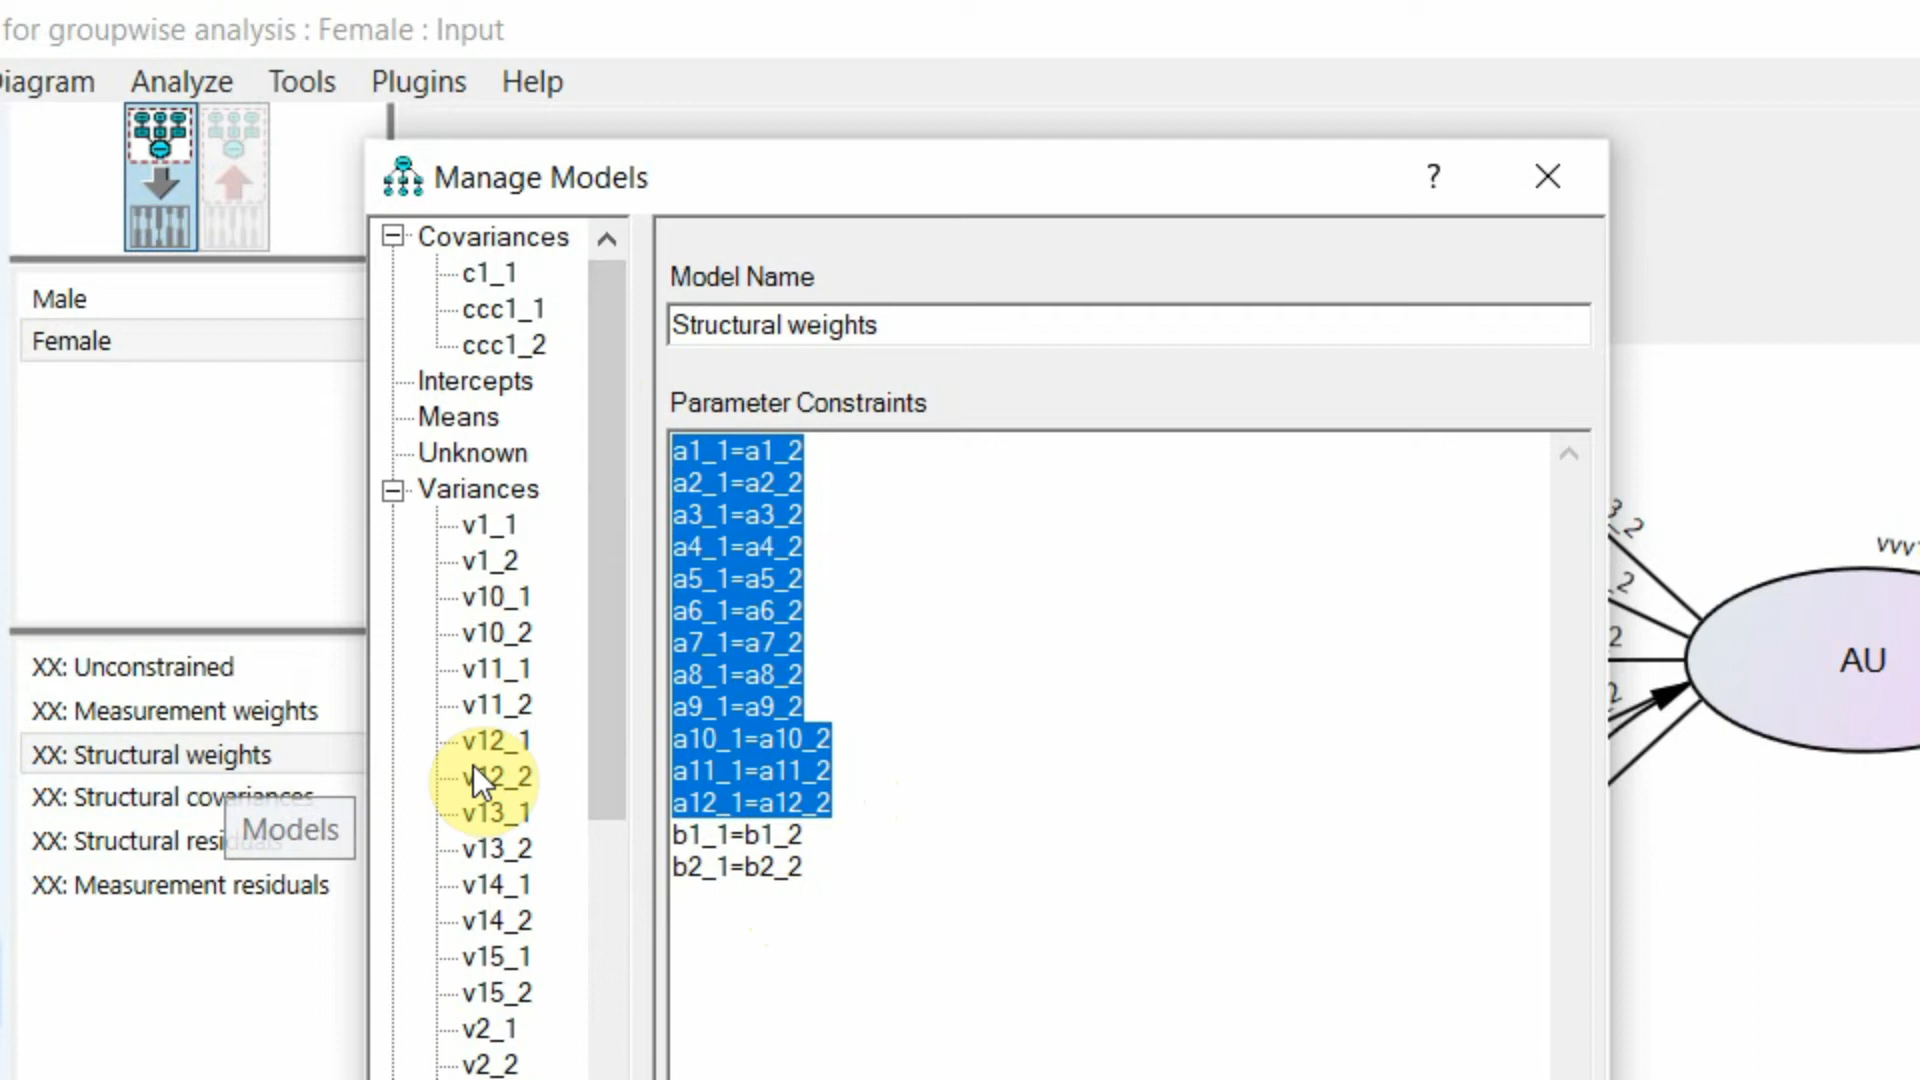 for groupwise analysis : Female : Input
Diagram Analyze Tools Plugins Help
Manage Models
?
Male
Female
XX: Unconstrained
XX: Measurement weights
XX: Structural weights
XX: Structural covariances
XX: Structural residuals
XX: Measurement residuals
Models
Covariances
c1_1
ccc1_1
ccc1_2
Intercepts
Means
Unknown
Variances
v1_1
v1_2
v10_1
v10_2
v11_1
v11_2
v12_1
v12_2
v13_1
v13_2
v14_1
v14_2
v15_1
v15_2
v2_1
v2_2
Model Name
Structural weights
Parameter Constraints
a1_1=a1_2
a2_1=a2_2
a3_1=a3_2
a4_1=a4_2
a5_1=a5_2
a6_1=a6_2
a7_1=a7_2
a8_1=a8_2
a9_1=a9_2
a10_1=a10_2
a11_1=a11_2
a12_1=a12_2
b1_1=b1_2
b2_1=b2_2
AU